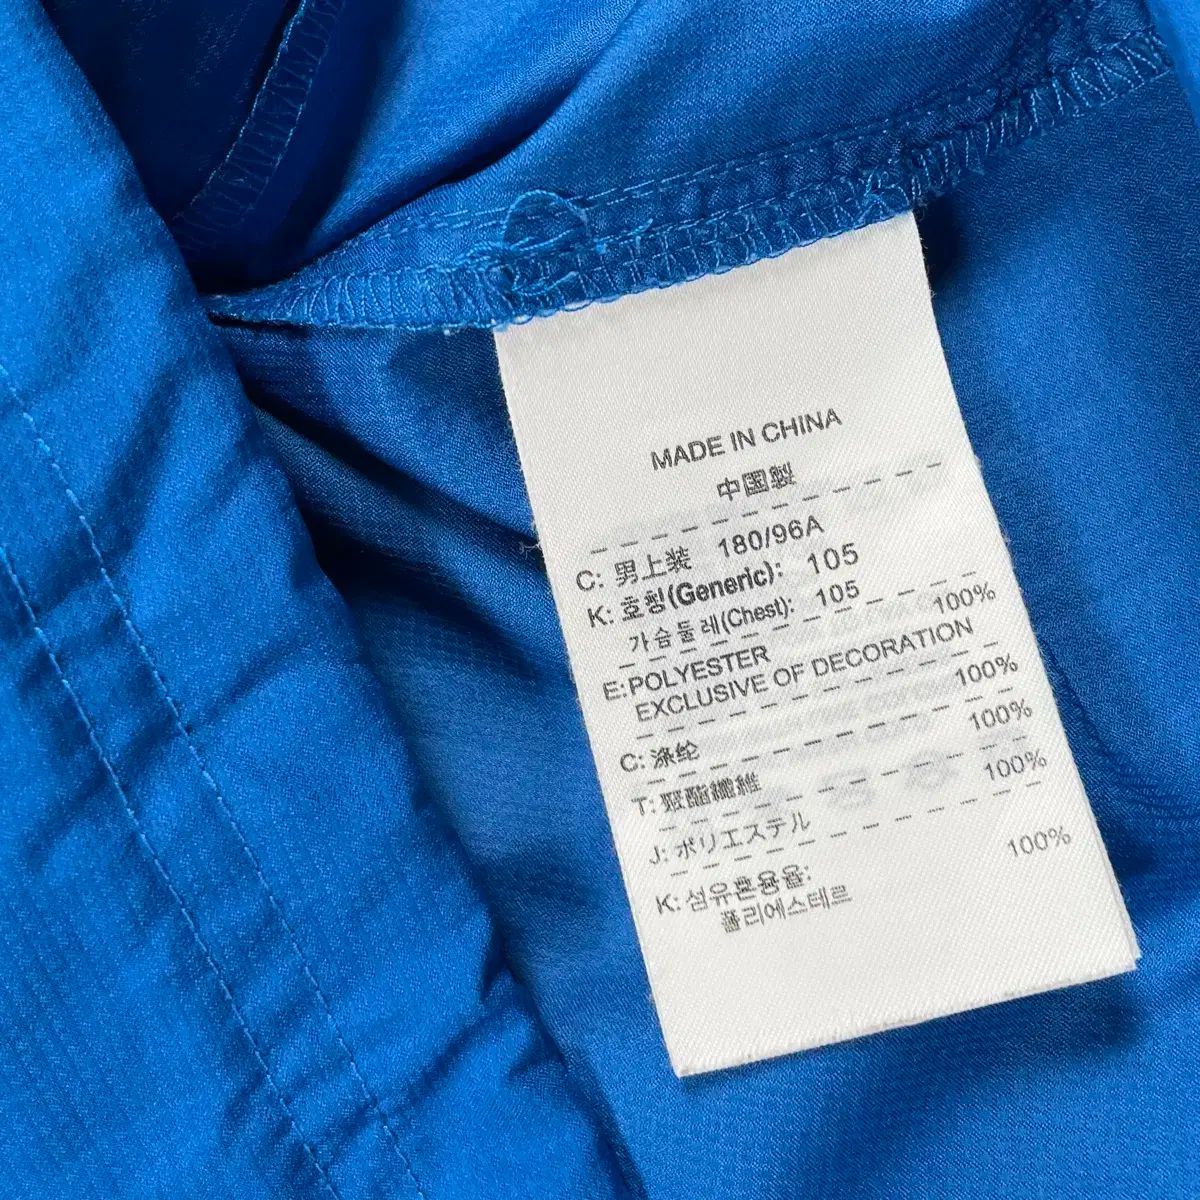 MADE IN CHINA
中国製
C: 男上装 180/96A
K: 호칭(Generic): 105
가슴둘레(Chest): 105
E:POLYESTER 100%
EXCLUSIVE OF DECORATION
C: 涤纶 100%
T: 聚酯纖維 100%
J: ポリエステル 100%
K: 섬유혼용율:
폴리에스테르 100%